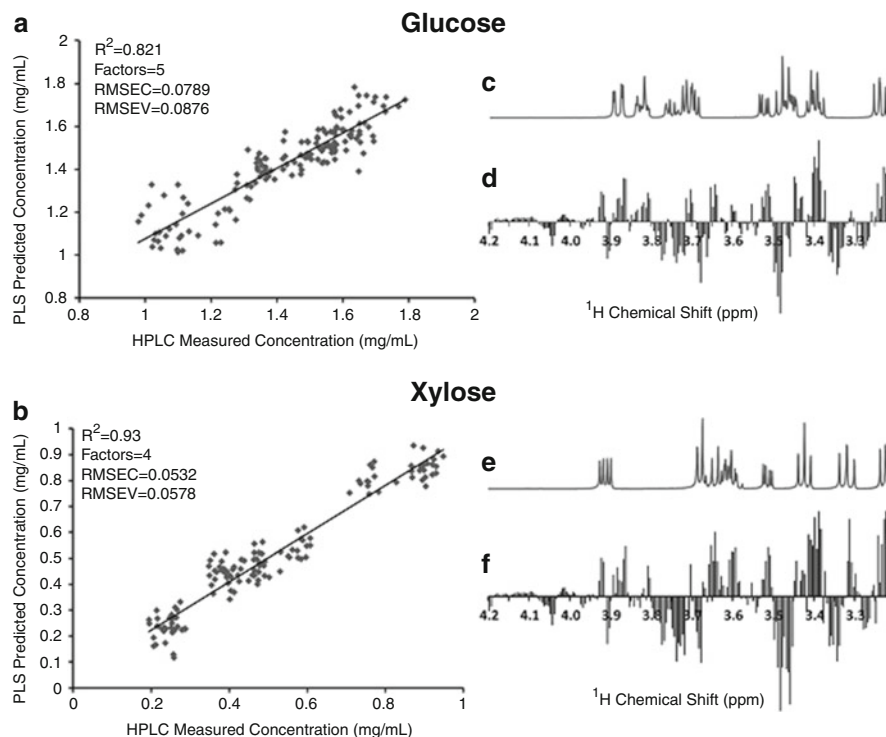 Glucose
a
R²=0.821
Factors=5
RMSEC=0.0789
RMSEV=0.0876
PLS Predicted Concentration (mg/mL)
2
1.8
1.6
1.4
1.2
1
0.8
0.8 1 1.2 1.4 1.6 1.8 2
HPLC Measured Concentration (mg/mL)
c
d
4.2 4.1 4.0 3.9 3.8 3.7 3.6 3.5 3.4 3.3
¹H Chemical Shift (ppm)
Xylose
b
R²=0.93
Factors=4
RMSEC=0.0532
RMSEV=0.0578
PLS Predicted Concentration (mg/mL)
1
0.9
0.8
0.7
0.6
0.5
0.4
0.3
0.2
0.1
0
0 0.2 0.4 0.6 0.8 1
HPLC Measured Concentration (mg/mL)
e
f
4.2 4.1 4.0 3.9 3.8 3.7 3.6 3.5 3.4 3.3
¹H Chemical Shift (ppm)